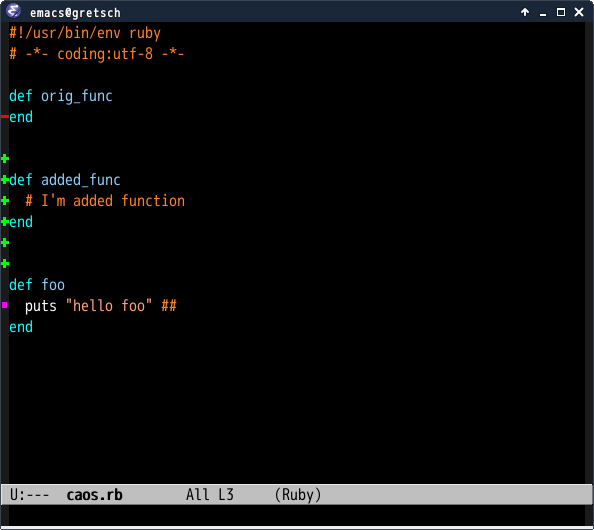 emacs@gretsch
#!/usr/bin/env ruby
# -*- coding:utf-8 -*-
def orig_func
end
def added_func
# I'm added function
end
def foo
puts "hello foo" ##
end
U:--- caos.rb All L3 (Ruby)